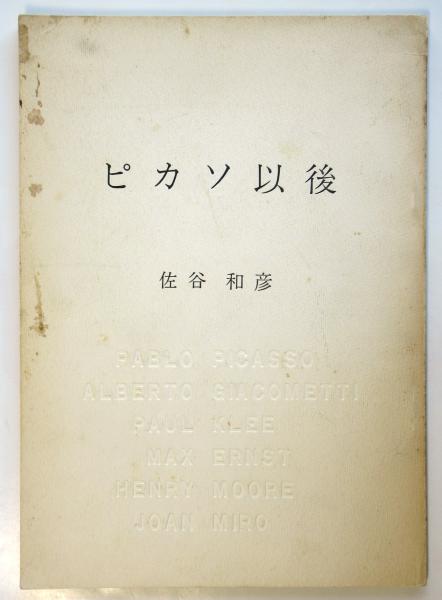 ピカソ以後
佐谷 和彦
PABLO PICASSO
ALBERTO GIACOMETTI
PAUL KLEE
MAX ERNST
HENRY MOORE
JOAN MIRO